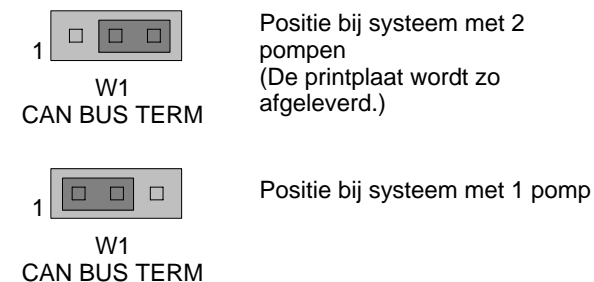 1
W1
CAN BUS TERM
Positie bij systeem met 2
pompen
(De printplaat wordt zo
afgeleverd.)
1
W1
CAN BUS TERM
Positie bij systeem met 1 pomp